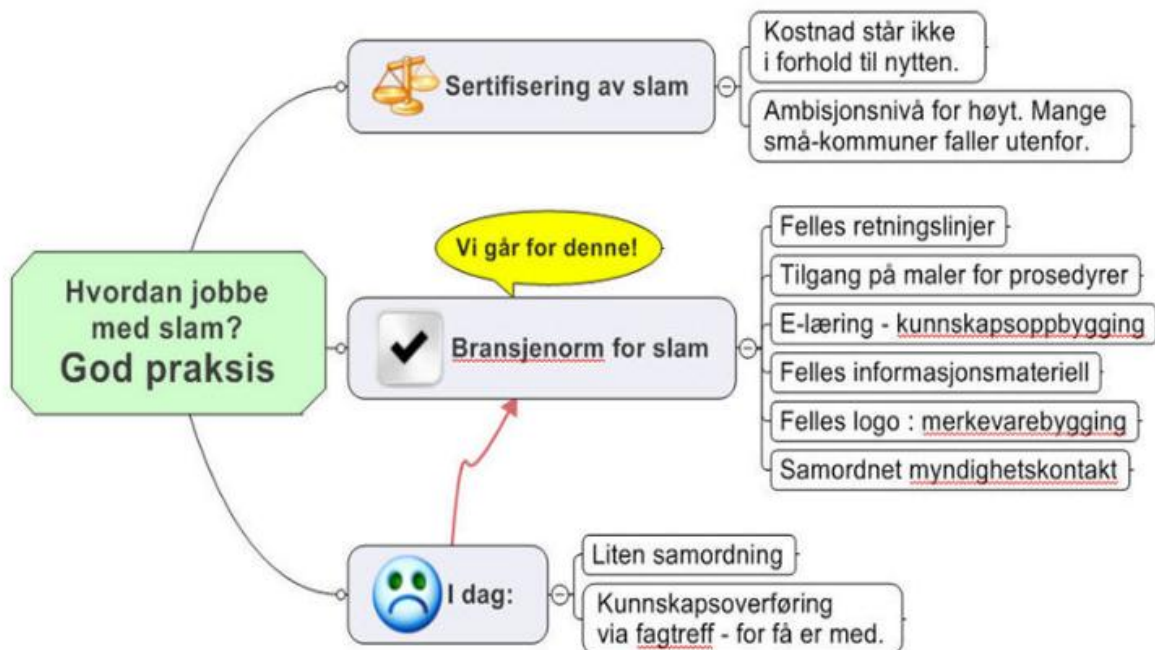 Hvordan jobbe
med slam?
God praksis
Sertifisering av slam
Kostnad står ikke
i forhold til nytten.
Ambisjonsnivå for høyt. Mange
små-kommuner faller utenfor.
Vi går for denne!
Bransjenorm for slam
Felles retningslinjer
Tilgang på maler for prosedyrer
E-læring - kunnskapsoppbygging
Felles informasjonsmateriell
Felles logo : merkevarebygging
Samordnet myndighetskontakt
I dag:
Liten samordning
Kunnskapsoverføring
via fagtreff - for få er med.